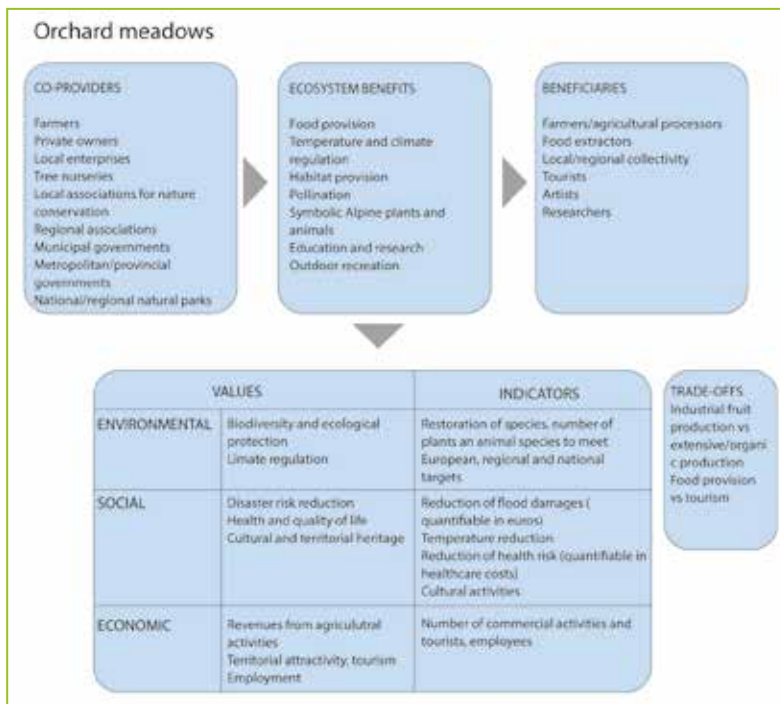 Orchard meadows
CO-PROVIDERS
Farmers
Private owners
Local enterprises
Tree nurseries
Local associations for nature
conservation
Regional associations
Municipal governments
Metropolitan/provincial
governments
National/regional natural parks
ECOSYSTEM BENEFITS
Food provision
Temperature and climate
regulation
Habitat provision
Pollination
Symbolic Alpine plants and
animals
Education and research
Outdoor recreation
BENEFICIARIES
Farmers/agricultural processors
Food extractors
Local/regional collectivity
Tourists
Artists
Researchers
VALUES
INDICATORS
ENVIRONMENTAL
Biodiversity and ecological
protection
Limate regulation
Restoration of species, number of
plants an animal species to meet
European, regional and national
targets
SOCIAL
Disaster risk reduction
Health and quality of life
Cultural and territorial heritage
Reduction of flood damages (
quantifiable in euros)
Temperature reduction
Reduction of health risk (quantifiable in
healthcare costs)
Cultural activities
ECONOMIC
Revenues from agriculutral
activities
Territorial attractivity, tourism
Employment
Number of commercial activities and
tourists, employees
TRADE-OFFS
Industrial fruit
production vs
extensive/organi
c production
Food provision
vs tourism